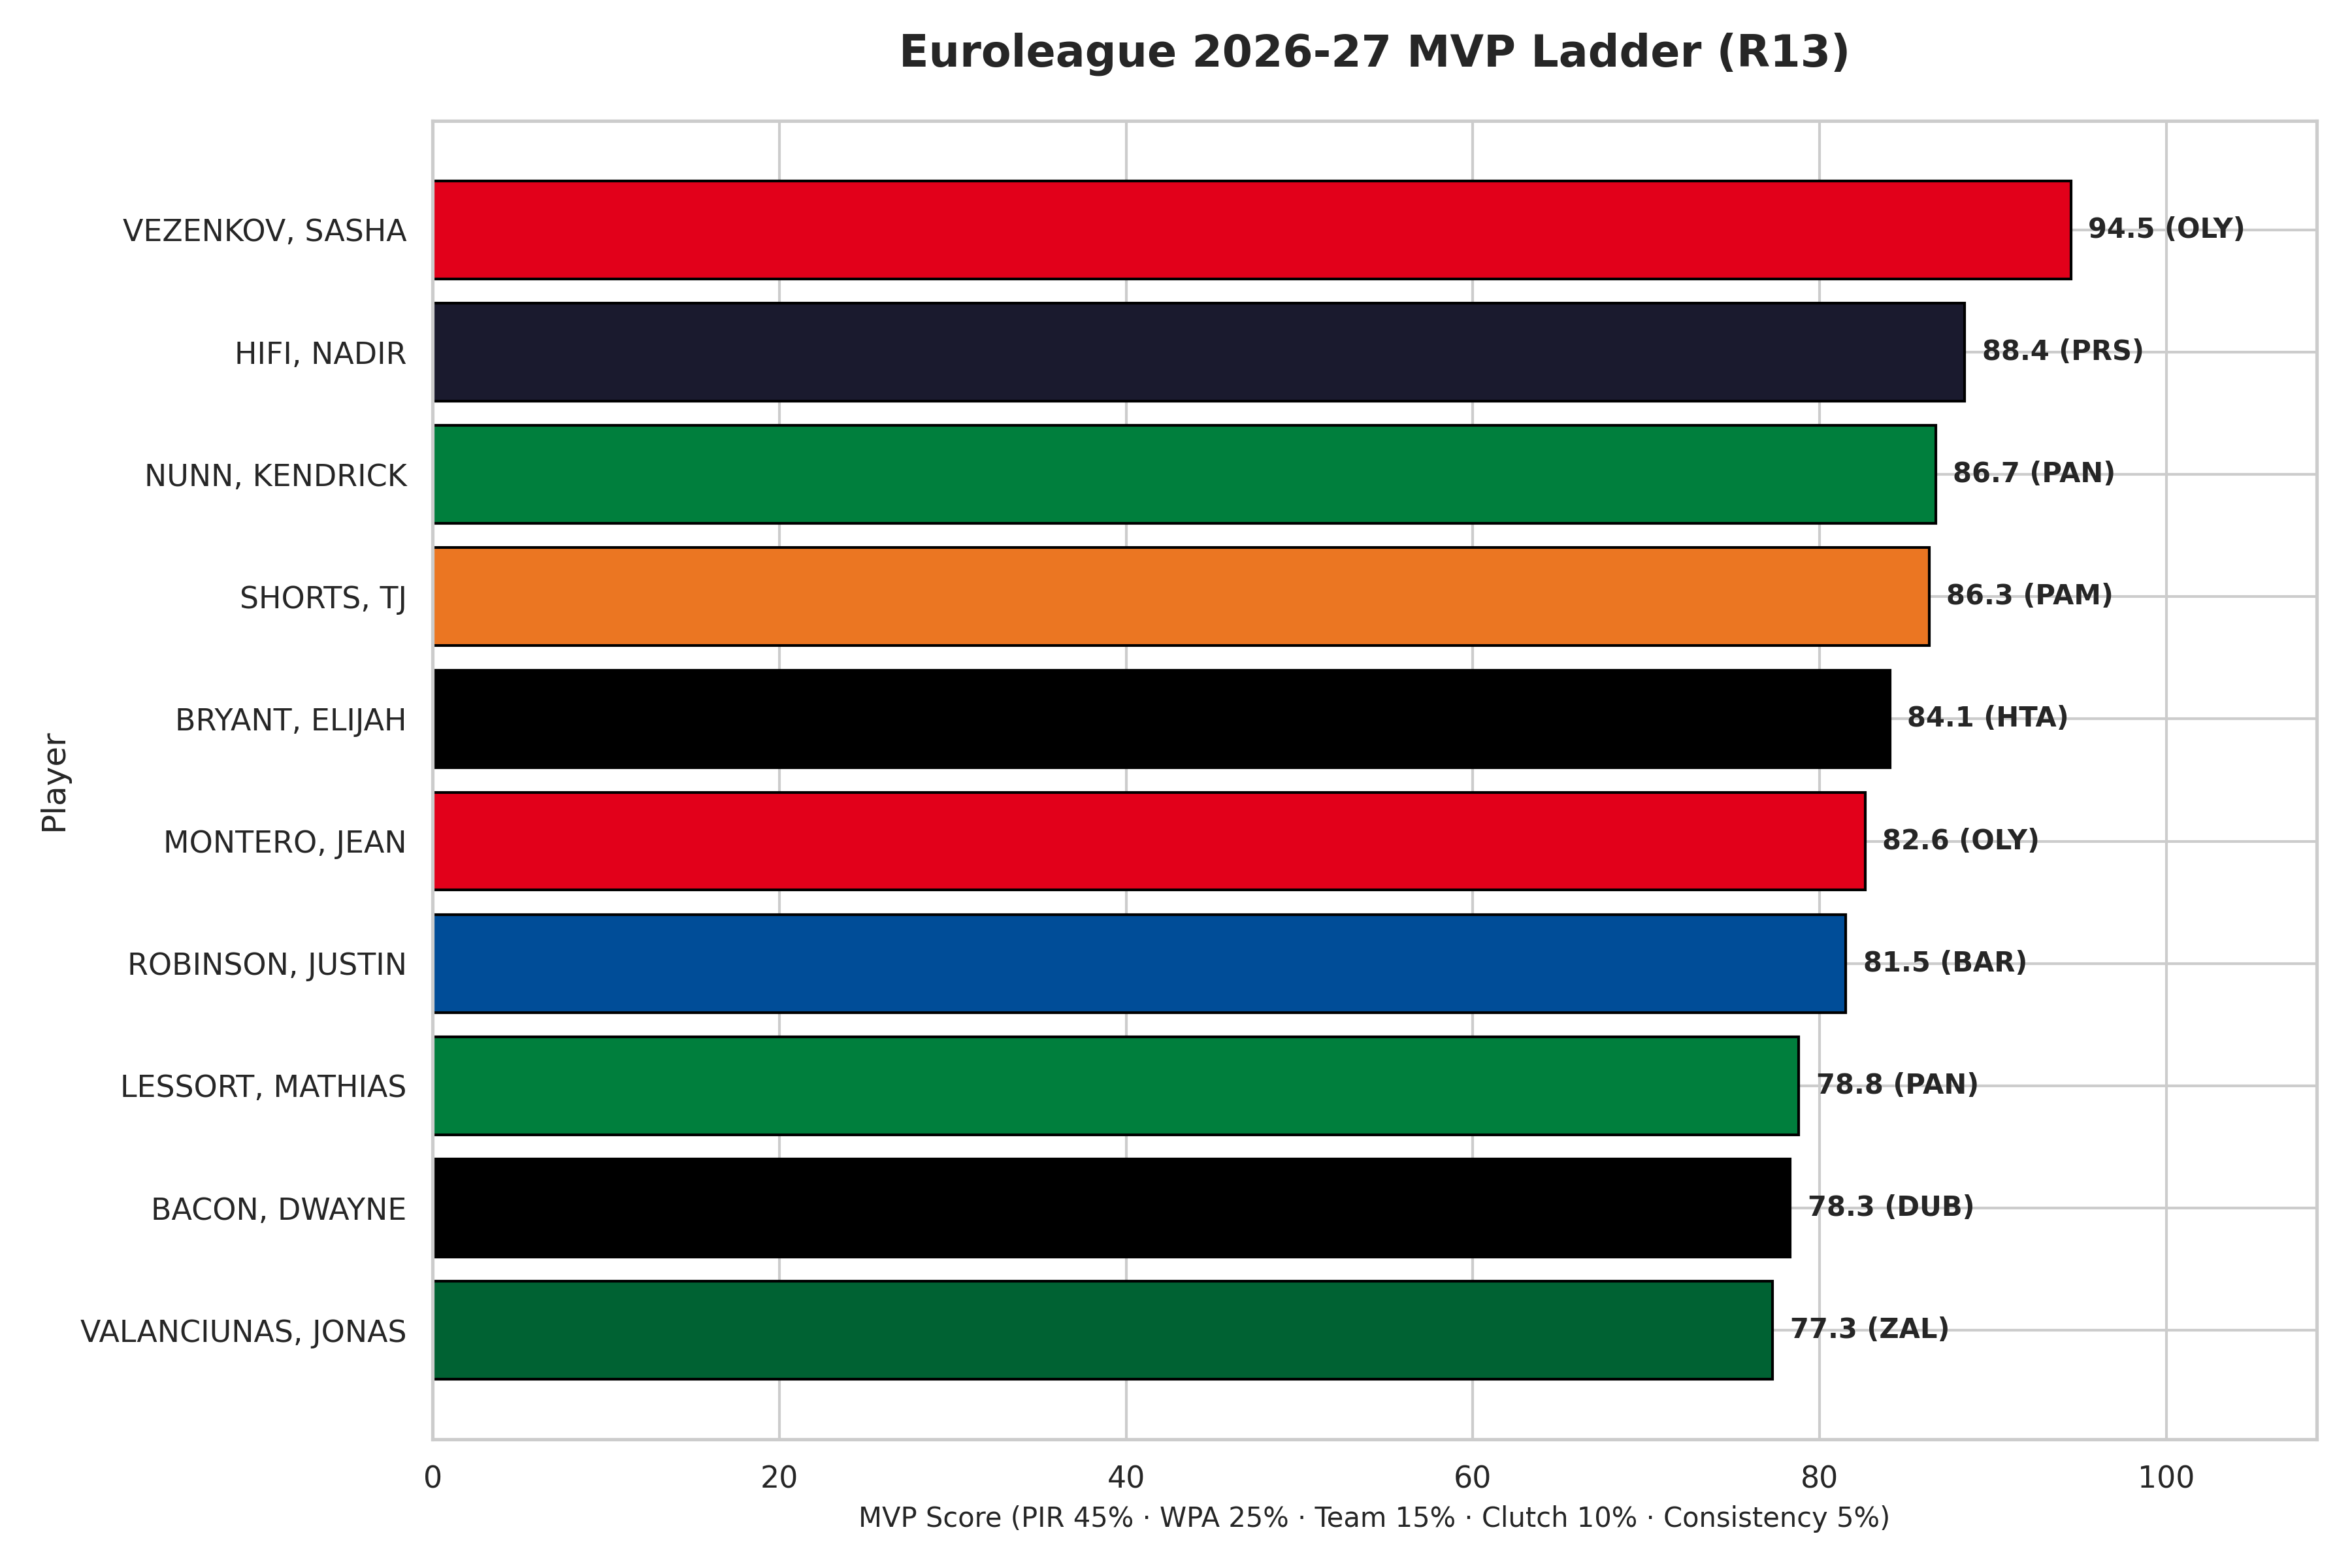 Euroleague 2026-27 MVP Ladder (R13)
VEZENKOV, SASHA 94.5 (OLY)
HIFI, NADIR 88.4 (PRS)
NUNN, KENDRICK 86.7 (PAN)
SHORTS, TJ 86.3 (PAM)
BRYANT, ELIJAH 84.1 (HTA)
MONTERO, JEAN 82.6 (OLY)
ROBINSON, JUSTIN 81.5 (BAR)
LESSORT, MATHIAS 78.8 (PAN)
BACON, DWAYNE 78.3 (DUB)
VALANCIUNAS, JONAS 77.3 (ZAL)
Player
0 20 40 60 80 100
MVP Score (PIR 45% · WPA 25% · Team 15% · Clutch 10% · Consistency 5%)